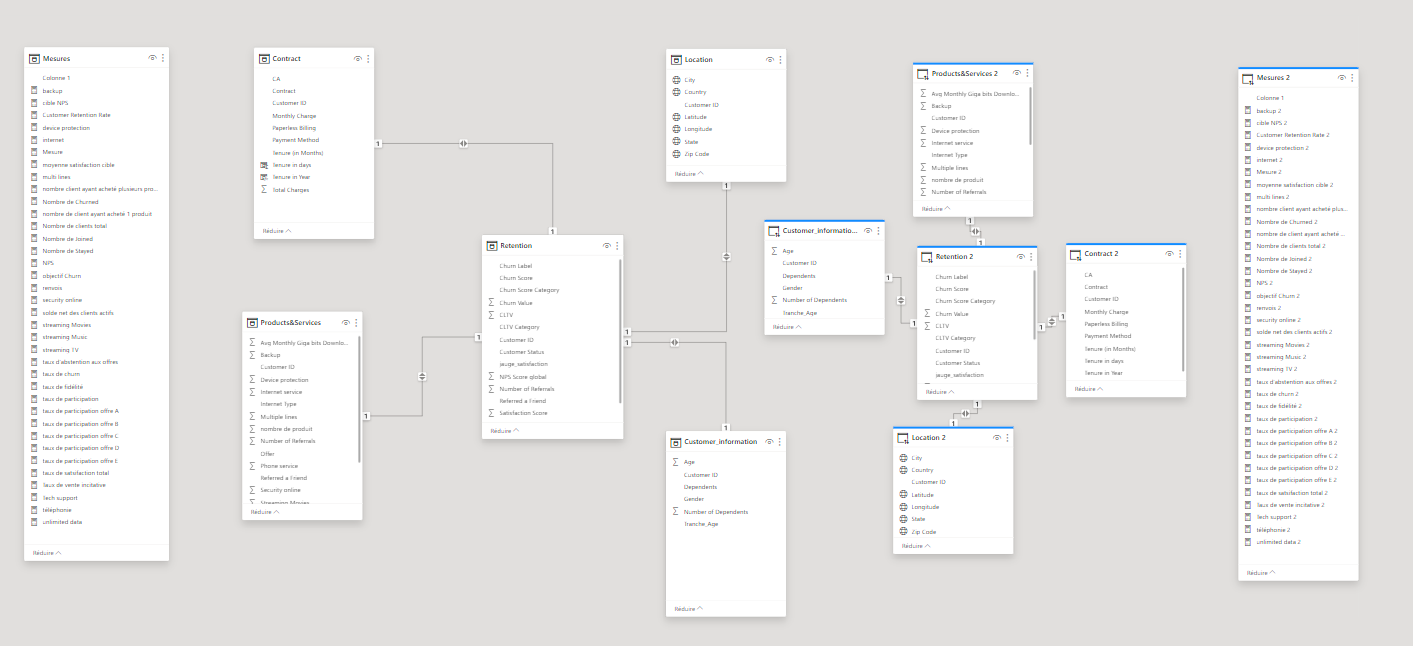 Mesures
Colonne 1
backup
cible NPS
Customer Retention Rate
device protection
internet
Mesure
moyenne satisfaction cible
multi lines
nombre client ayant acheté plusieurs pro...
Nombre de Churned
nombre de client ayant acheté 1 produit
Nombre de clients total
Nombre de Joined
Nombre de Stayed
NPS
objectif Churn
renvois
security online
solde net des clients actifs
streaming Movies
streaming Music
streaming TV
taux d'abstention aux offres
taux de churn
taux de fidélité
taux de participation
taux de participation offre A
taux de participation offre B
taux de participation offre C
taux de participation offre D
taux de participation offre E
taux de satisfaction total
Taux de vente incitative
Tech support
téléphonie
unlimited data
Réduire
Contract
CA
Contract
Customer ID
Monthly Charge
Paperless Billing
Payment Method
Tenure (in Months)
Tenure in days
Tenure in Year
Total Charges
Réduire
1
1
Products&Services
Avg Monthly Giga bits Downlo...
Backup
Customer ID
Device protection
Internet service
Internet Type
Multiple lines
nombre de produit
Number of Referrals
Offer
Phone service
Referred a Friend
Security online
Streaming Movies
Réduire
1
1
Retention
Churn Label
Churn Score
Churn Score Category
Churn Value
CLTV
CLTV Category
Customer ID
Customer Status
jauge_satisfaction
NPS Score global
Number of Referrals
Referred a Friend
Satisfaction Score
Réduire
1
1
Location
City
Country
Customer ID
Latitude
Longitude
State
Zip Code
Réduire
1
1
Customer_information
Age
Customer ID
Dependents
Gender
Number of Dependents
Tranche_Age
Réduire
Customer_informatio...
Age
Customer ID
Dependents
Gender
Number of Dependents
Tranche_Age
Réduire
1
1
Products&Services 2
Avg Monthly Giga bits Downlo...
Backup
Customer ID
Device protection
Internet service
Internet Type
Multiple lines
nombre de produit
Number of Referrals
Réduire
1
1
Retention 2
Churn Label
Churn Score
Churn Score Category
Churn Value
CLTV
CLTV Category
Customer ID
Customer Status
jauge_satisfaction
Réduire
1
1
Contract 2
CA
Contract
Customer ID
Monthly Charge
Paperless Billing
Payment Method
Tenure (in Months)
Tenure in days
Tenure in Year
Réduire
1
1
Location 2
City
Country
Customer ID
Latitude
Longitude
State
Zip Code
Réduire
Mesures 2
Colonne 1
backup 2
cible NPS 2
Customer Retention Rate 2
device protection 2
internet 2
Mesure 2
moyenne satisfaction cible 2
multi lines 2
nombre client ayant acheté plus...
Nombre de Churned 2
nombre de client ayant acheté ...
Nombre de clients total 2
Nombre de Joined 2
Nombre de Stayed 2
NPS 2
objectif Churn 2
renvois 2
security online 2
solde net des clients actifs 2
streaming Movies 2
streaming Music 2
streaming TV 2
taux d'abstention aux offres 2
taux de churn 2
taux de fidélité 2
taux de participation 2
taux de participation offre A 2
taux de participation offre B 2
taux de participation offre C 2
taux de participation offre D 2
taux de participation offre E 2
taux de satisfaction total 2
Taux de vente incitative 2
Tech support 2
téléphonie 2
unlimited data 2
Réduire